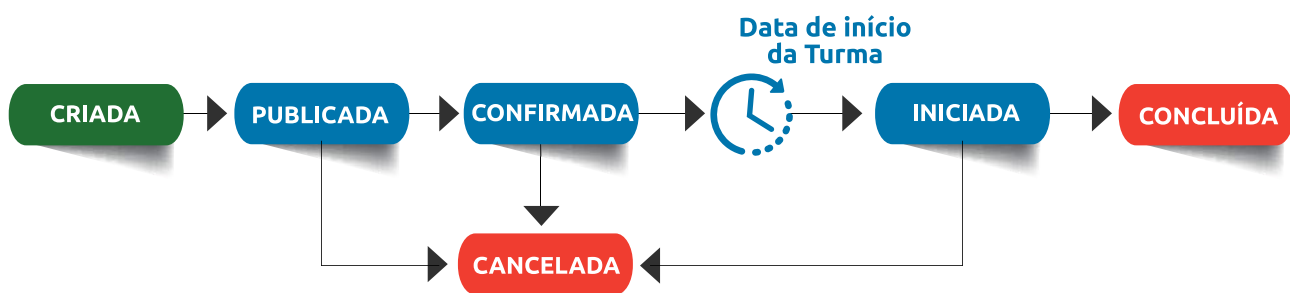 Data de início
da Turma
CRIADA
PUBLICADA
CONFIRMADA
INICIADA
CONCLUÍDA
CANCELADA